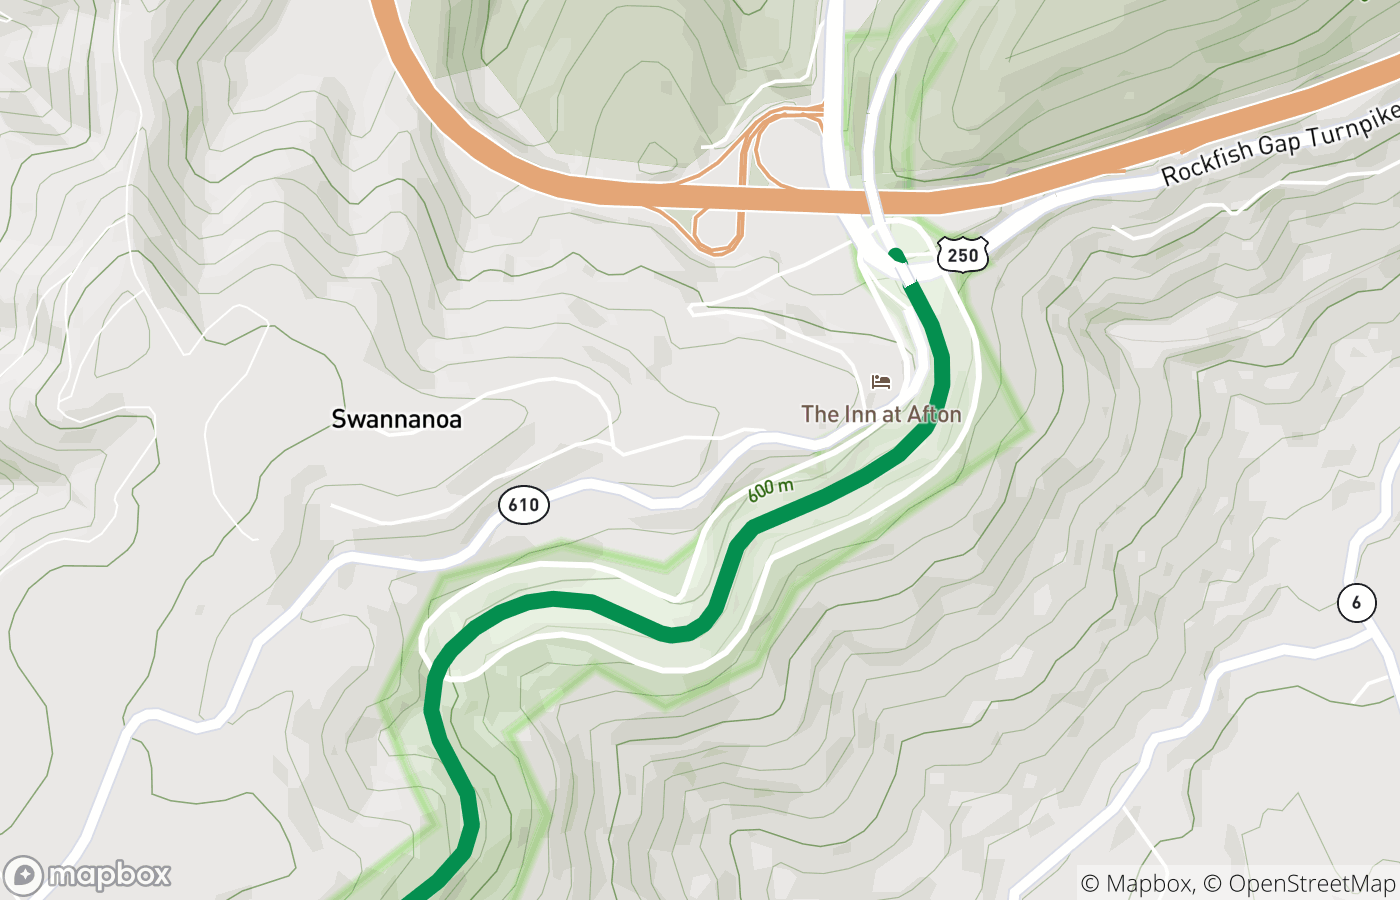 Rockfish Gap Turnpike
250
The Inn at Afton
Swannanoa
600 m
610
6
mapbox
© Mapbox, © OpenStreetMap